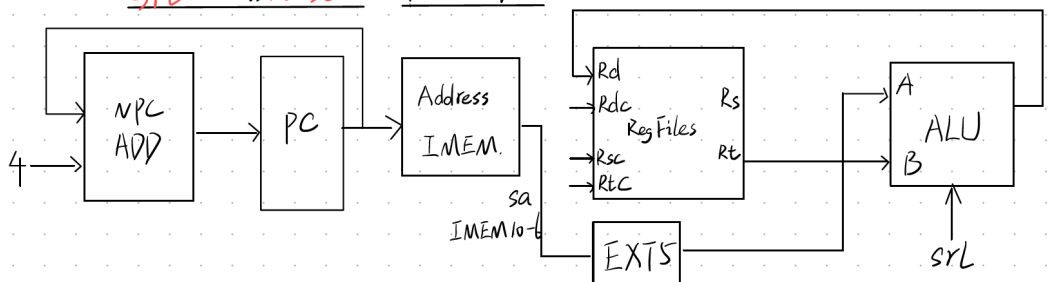 NPC
ADD
4
PC
Address
IMEM.
sa
IMEM10-6
Rd
Rdc
Rsc
RtC
RegFiles
Rs
Rt
EXT5
A
B
ALU
srL